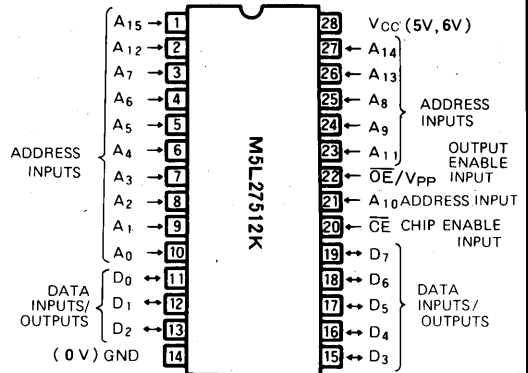 A15 → 1
A12 → 2
A7 → 3
A6 → 4
A5 → 5
A4 → 6
A3 → 7
A2 → 8
A1 → 9
A0 → 10
ADDRESS
INPUTS
D0 ↔ 11
D1 ↔ 12
D2 ↔ 13
DATA
INPUTS/
OUTPUTS
(0V) GND 14
M5L27512K
28 VCC (5V, 6V)
27 ← A14
26 ← A13
25 ← A8
24 ← A9
23 ← A11
ADDRESS
INPUTS
OUTPUT
ENABLE
INPUT
22 ← O̅E̅/VPP
21 ← A10 ADDRESS INPUT
20 ← C̅E̅ CHIP ENABLE
INPUT
19 ↔ D7
18 ↔ D6
17 ↔ D5
16 ↔ D4
15 ↔ D3
DATA
INPUTS/
OUTPUTS